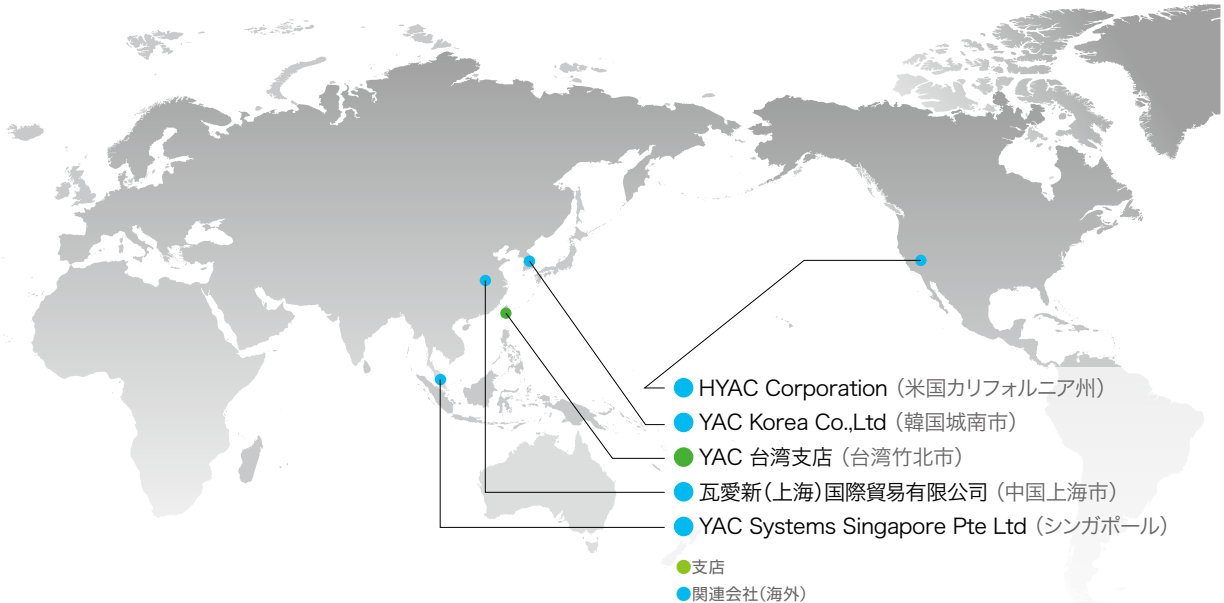 HYAC Corporation (米国カリフォルニア州)
YAC Korea Co.,Ltd (韓国城南市)
YAC 台湾支店 (台湾竹北市)
瓦愛新(上海)国際貿易有限公司 (中国上海市)
YAC Systems Singapore Pte Ltd (シンガポール)
支店
関連会社(海外)